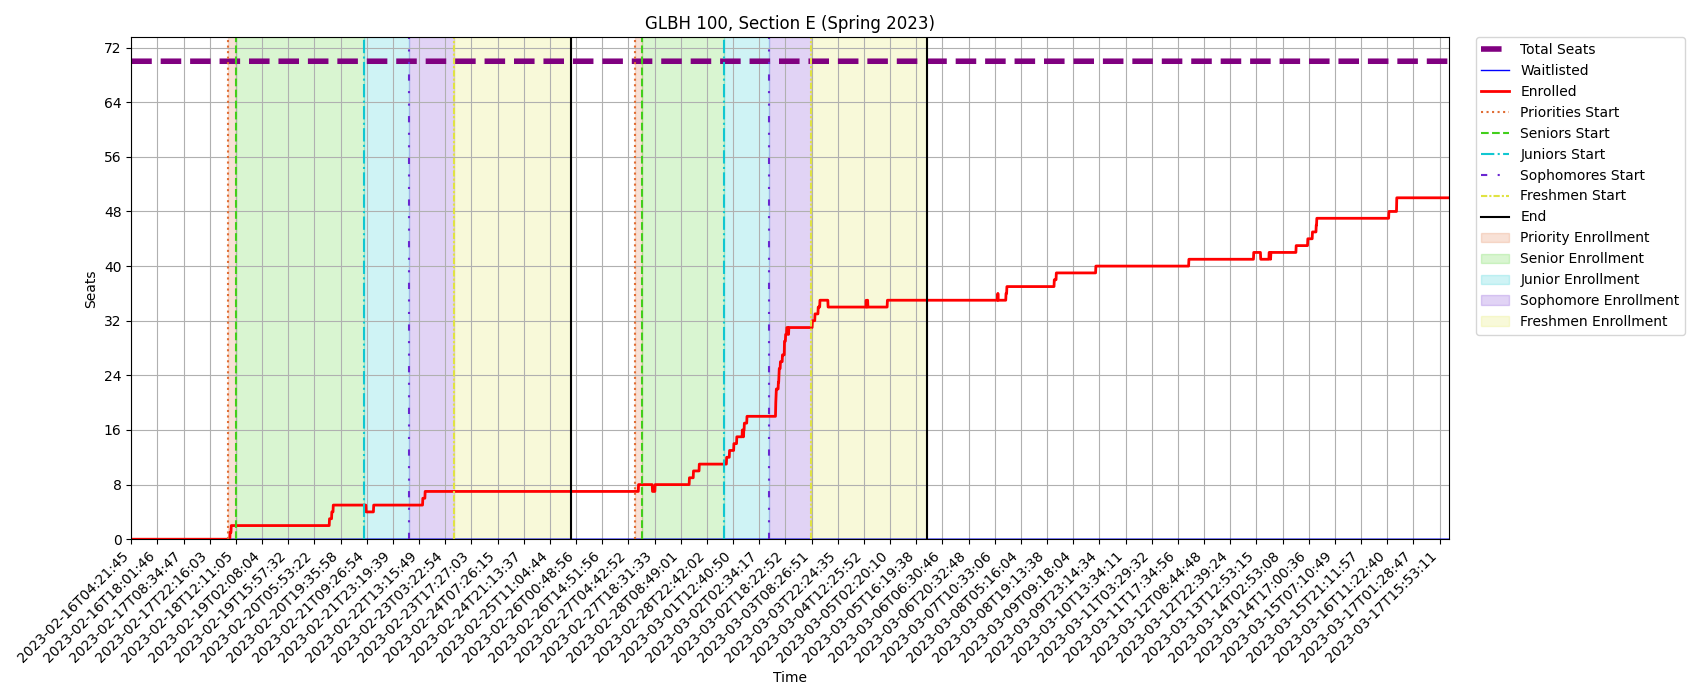 GLBH 100, Section E (Spring 2023)
72
64
56
48
40
32
24
16
8
0
Seats
2023-02-16T04:21:45
2023-02-16T18:01:46
2023-02-17T08:34:47
2023-02-17T22:16:03
2023-02-18T12:11:05
2023-02-19T02:08:04
2023-02-19T15:57:32
2023-02-20T05:53:22
2023-02-20T19:35:58
2023-02-21T09:26:54
2023-02-21T23:19:39
2023-02-22T13:15:49
2023-02-23T03:22:54
2023-02-23T17:27:03
2023-02-24T07:26:15
2023-02-24T21:13:37
2023-02-25T11:04:44
2023-02-26T00:48:56
2023-02-26T14:51:56
2023-02-27T04:42:52
2023-02-27T18:31:33
2023-02-28T08:49:01
2023-02-28T22:42:02
2023-03-01T12:40:50
2023-03-02T02:34:17
2023-03-02T18:22:52
2023-03-03T08:26:51
2023-03-03T22:24:35
2023-03-04T12:25:52
2023-03-05T02:20:10
2023-03-05T16:19:38
2023-03-06T06:30:46
2023-03-06T20:32:48
2023-03-07T10:33:06
2023-03-08T05:16:04
2023-03-08T19:13:38
2023-03-09T09:18:04
2023-03-09T23:14:34
2023-03-10T13:34:11
2023-03-11T03:29:32
2023-03-11T17:34:56
2023-03-12T08:44:48
2023-03-12T22:39:24
2023-03-13T12:53:15
2023-03-14T02:53:08
2023-03-14T17:00:36
2023-03-15T07:10:49
2023-03-15T21:11:57
2023-03-16T11:22:40
2023-03-17T01:28:47
2023-03-17T15:53:11
Time
Total Seats
Waitlisted
Enrolled
Priorities Start
Seniors Start
Juniors Start
Sophomores Start
Freshmen Start
End
Priority Enrollment
Senior Enrollment
Junior Enrollment
Sophomore Enrollment
Freshmen Enrollment